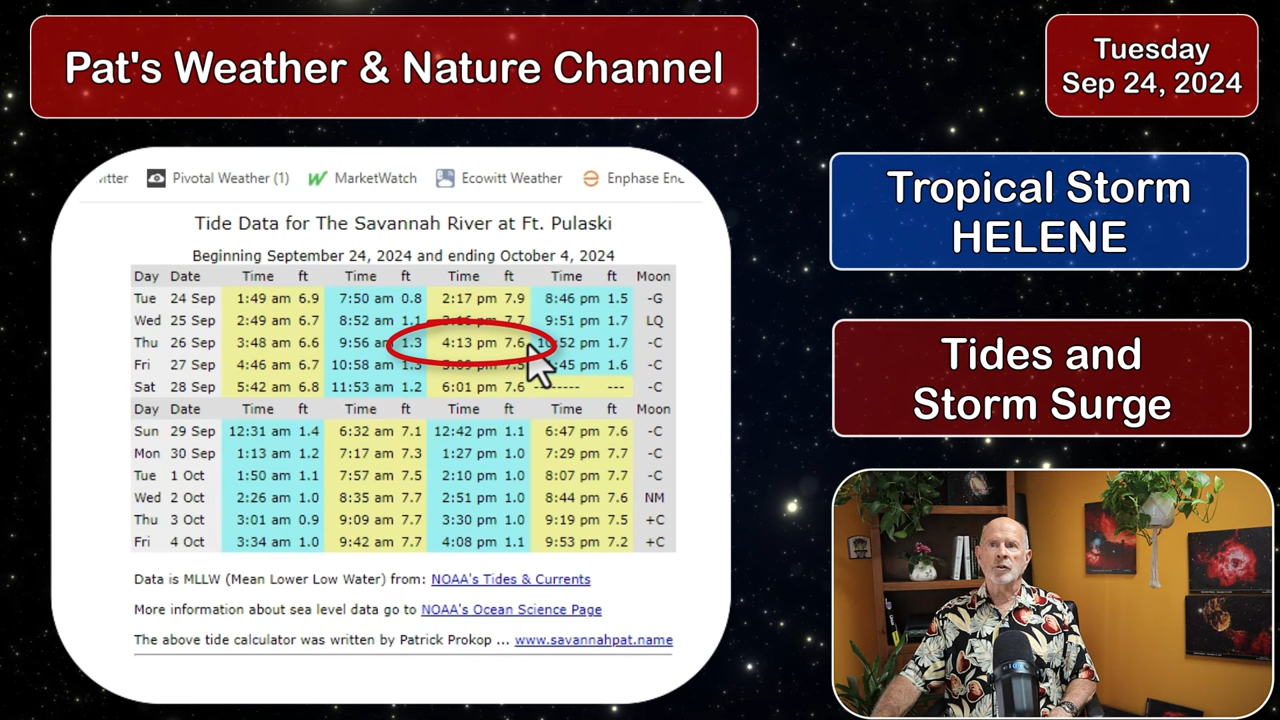 Pat's Weather & Nature Channel
Tuesday
Sep 24, 2024
Tropical Storm
HELENE
Tides and
Storm Surge
itter Pivotal Weather (1) MarketWatch Ecowitt Weather Enphase
Tide Data for The Savannah River at Ft. Pulaski
Beginning September 24, 2024 and ending October 4, 2024
Day Date Time ft Time ft Time ft Time ft Moon
Tue 24 Sep 1:49 am 6.9 7:50 am 0.8 2:17 pm 7.9 8:46 pm 1.5 -G
Wed 25 Sep 2:49 am 6.7 8:52 am 1.1 pm 7.7 9:51 pm 1.7 LQ
Thu 26 Sep 3:48 am 6.6 9:56 am 1.3 4:13 pm 7.6 :52 pm 1.7 -C
Fri 27 Sep 4:46 am 6.7 10:58 am pm :45 pm 1.6 -C
Sat 28 Sep 5:42 am 6.8 11:53 am 1.2 6:01 pm 7.6 -------- --- -C
Day Date Time ft Time ft Time ft Time ft Moon
Sun 29 Sep 12:31 am 1.4 6:32 am 7.1 12:42 pm 1.1 6:47 pm 7.6 -C
Mon 30 Sep 1:13 am 1.2 7:17 am 7.3 1:27 pm 1.0 7:29 pm 7.7 -C
Tue 1 Oct 1:50 am 1.1 7:57 am 7.5 2:10 pm 1.0 8:07 pm 7.7 -C
Wed 2 Oct 2:26 am 1.0 8:35 am 7.7 2:51 pm 1.0 8:44 pm 7.6 NM
Thu 3 Oct 3:01 am 0.9 9:09 am 7.7 3:30 pm 1.0 9:19 pm 7.5 +C
Fri 4 Oct 3:34 am 1.0 9:42 am 7.7 4:08 pm 1.1 9:53 pm 7.2 +C
Data is MLLW (Mean Lower Low Water) from: NOAA's Tides & Currents
More information about sea level data go to NOAA's Ocean Science Page
The above tide calculator was written by Patrick Prokop ... www.savannahpat.name